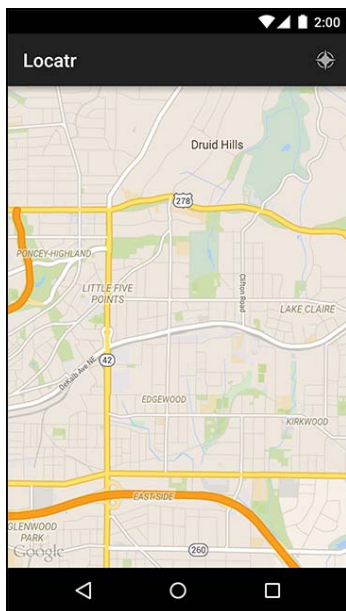 2:00
Locatr
Druid Hills
278
PONCEY-HIGHLAND
Clifton Road
LITTLE FIVE
POINTS
LAKE CLAIRE
42
DeKalb Ave NE
EDGEWOOD
KIRKWOOD
EAST-SIDE
GLENWOOD
PARK
Google
260